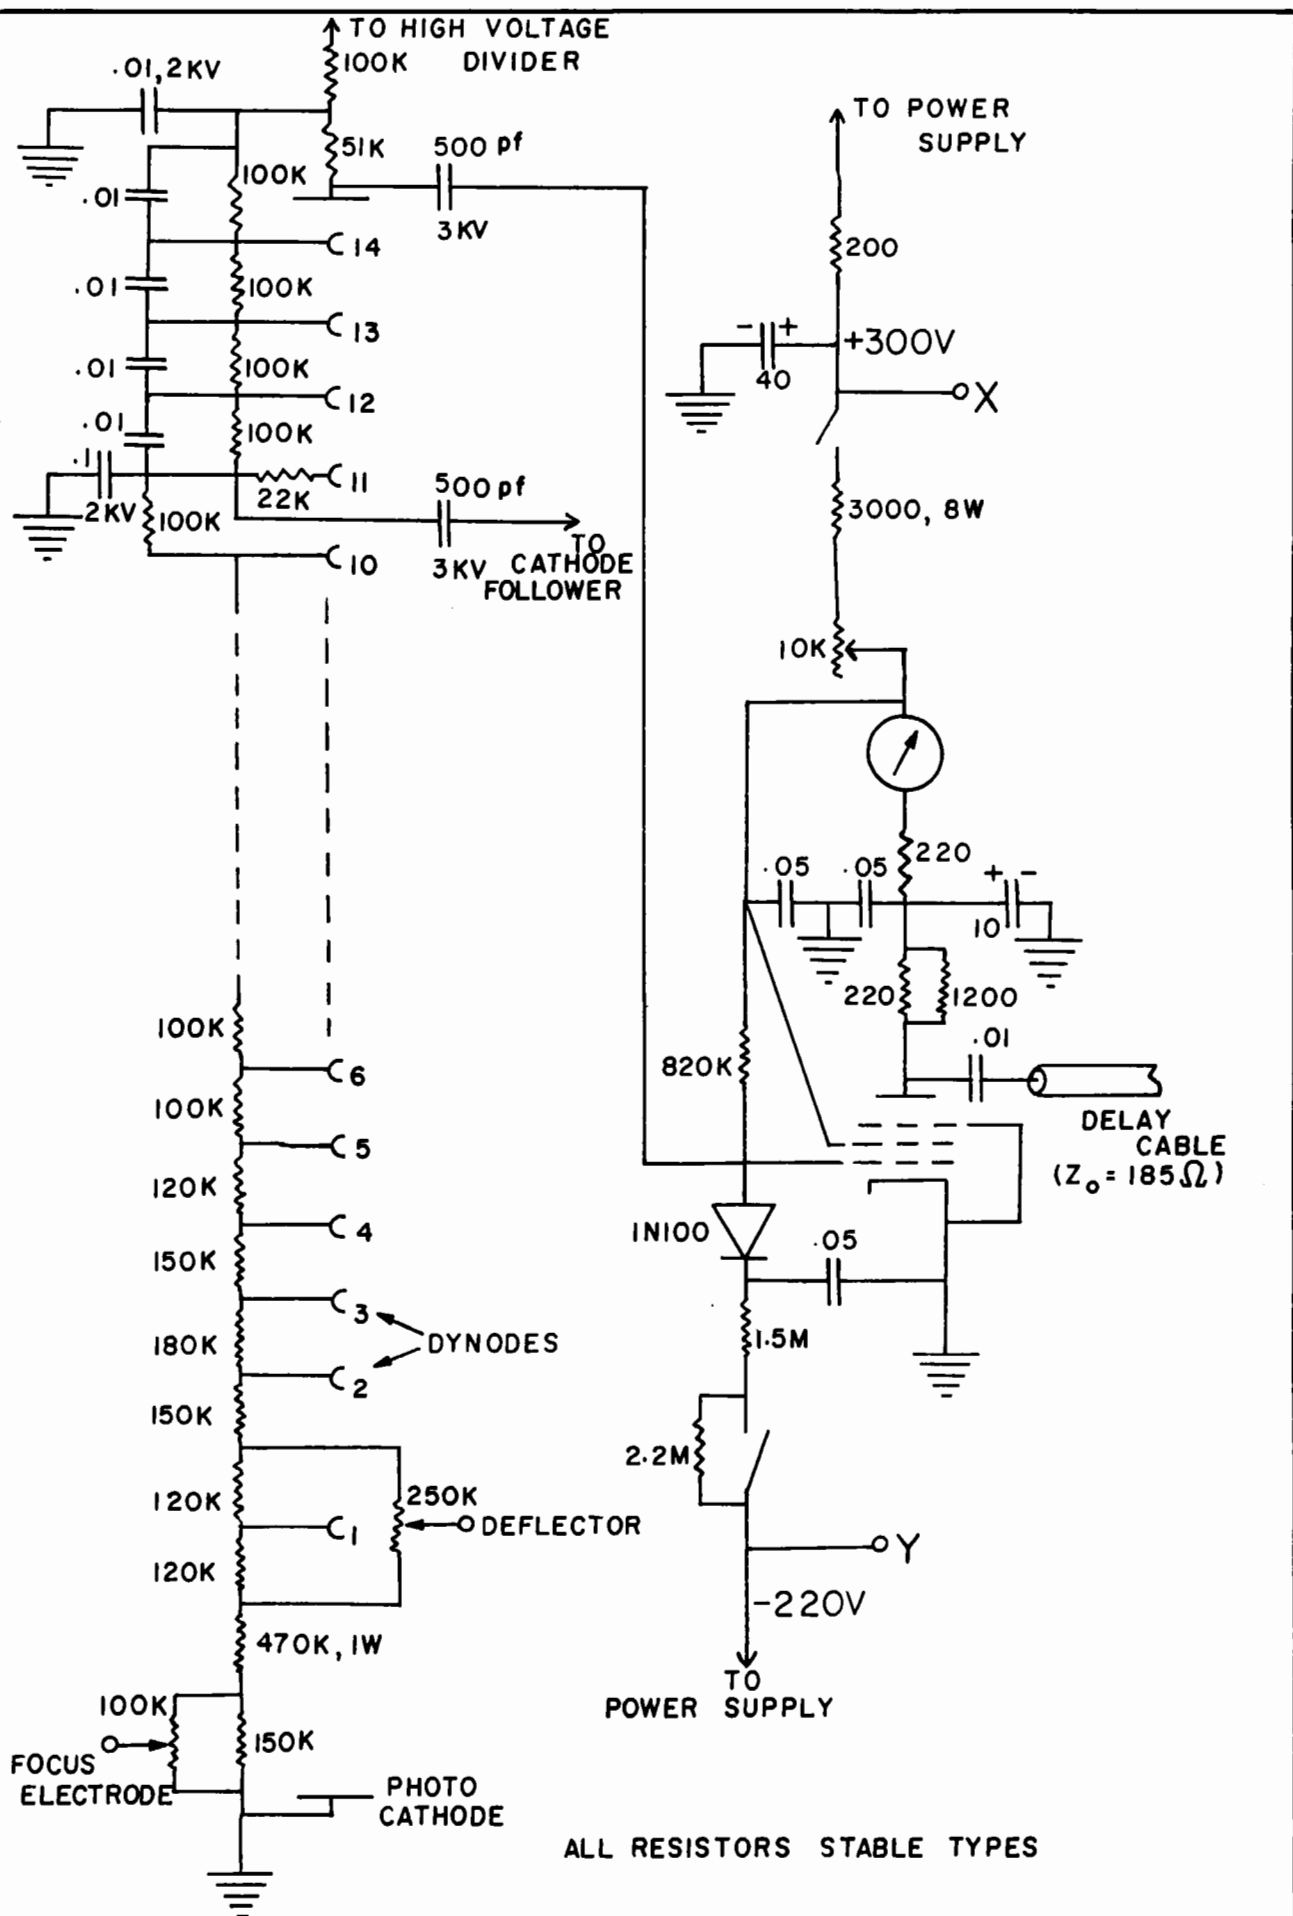 TO HIGH VOLTAGE
DIVIDER
100K
.01, 2KV
51K
500 pf
3KV
100K
.01
14
.01
100K
13
.01
100K
12
.01
100K
.1
2KV
22K
11
100K
500 pf
3KV
TO
CATHODE
FOLLOWER
10
100K
6
100K
5
120K
4
150K
3
180K
DYNODES
2
150K
120K
250K
1
DEFLECTOR
120K
470K, 1W
100K
150K
FOCUS
ELECTRODE
PHOTO
CATHODE
TO POWER
SUPPLY
200
- +
40
+300V
X
3000, 8W
10K
220
.05
.05
+ -
10
220
1200
.01
820K
DELAY
CABLE
(Zo = 185Ω)
1N100
.05
1.5M
2.2M
Y
-220V
TO
POWER SUPPLY
ALL RESISTORS STABLE TYPES